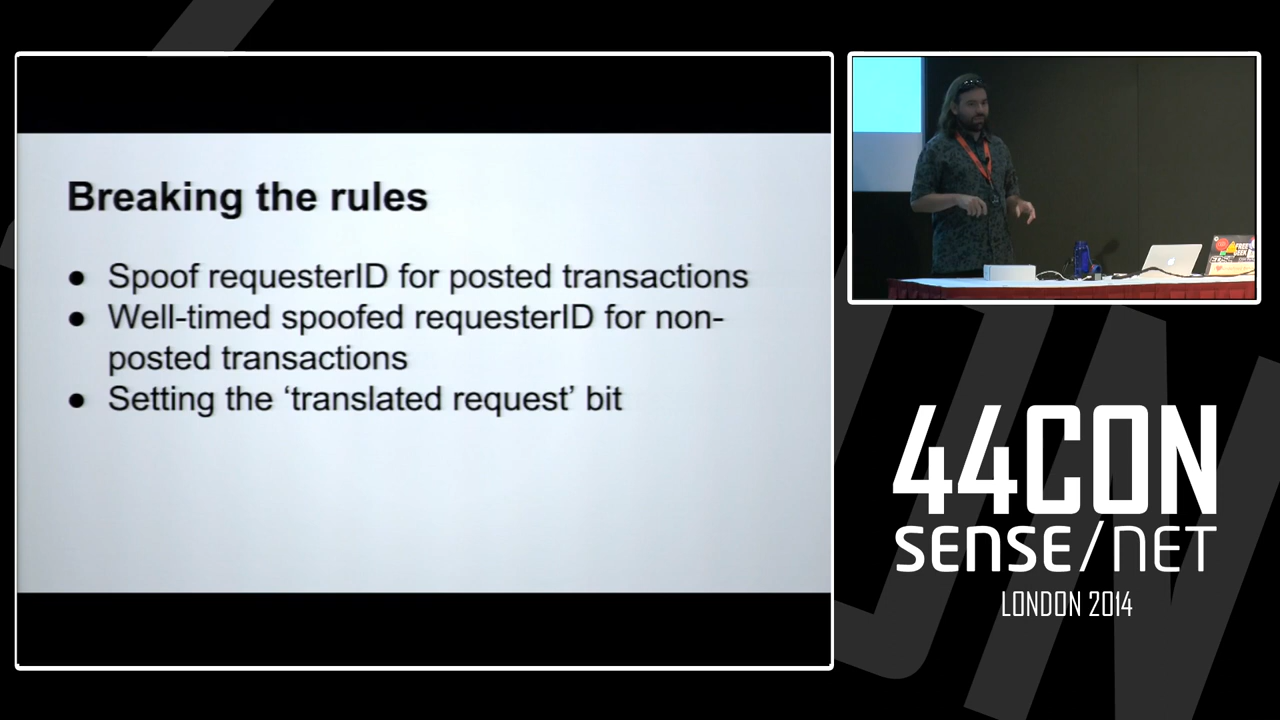 Breaking the rules
● Spoof requesterID for posted transactions
● Well-timed spoofed requesterID for non-
posted transactions
● Setting the ‘translated request’ bit
44CON
SENSE/NET
LONDON 2014